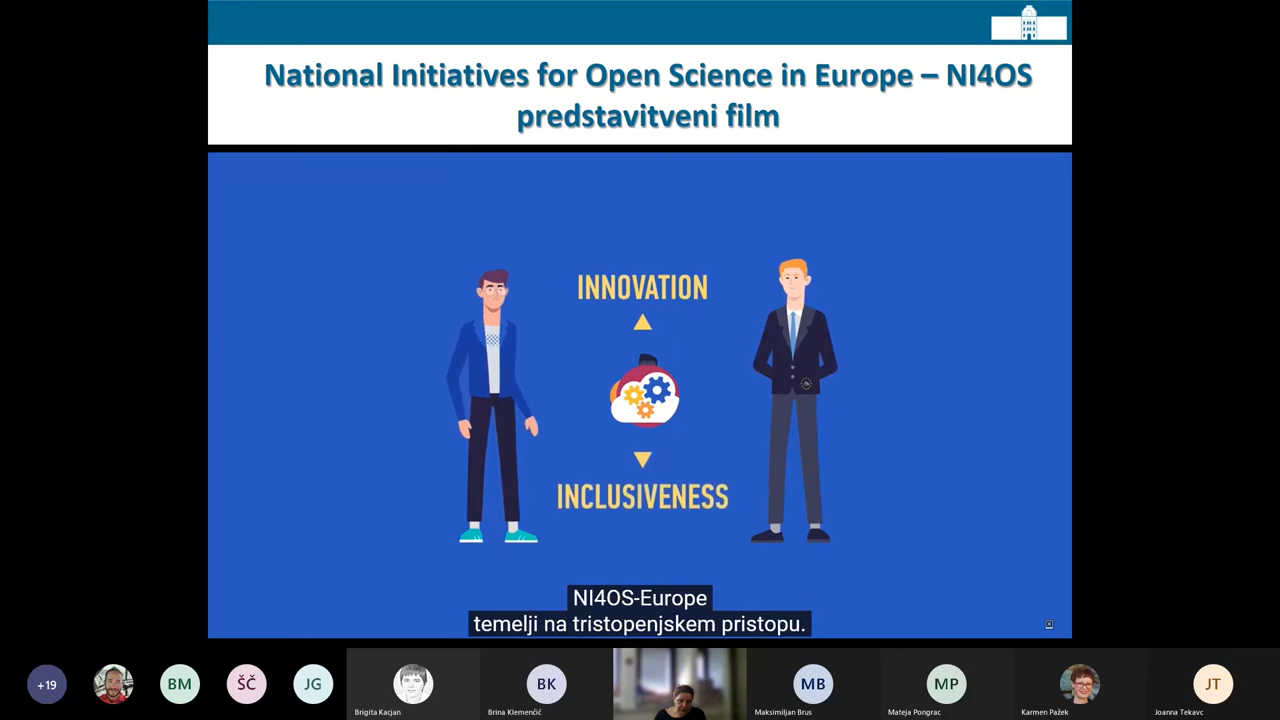 National Initiatives for Open Science in Europe – NI4OS
predstavitveni film
INNOVATION
INCLUSIVENESS
NI4OS-Europe
temelji na tristopenjskem pristopu.
+19
BM
ŠČ
JG
BK
MB
MP
JT
Brigita Kacjan
Brina Klemenčič
Maksimiljan Brus
Mateja Pongrac
Karmen Pažek
Joanna Tekavc